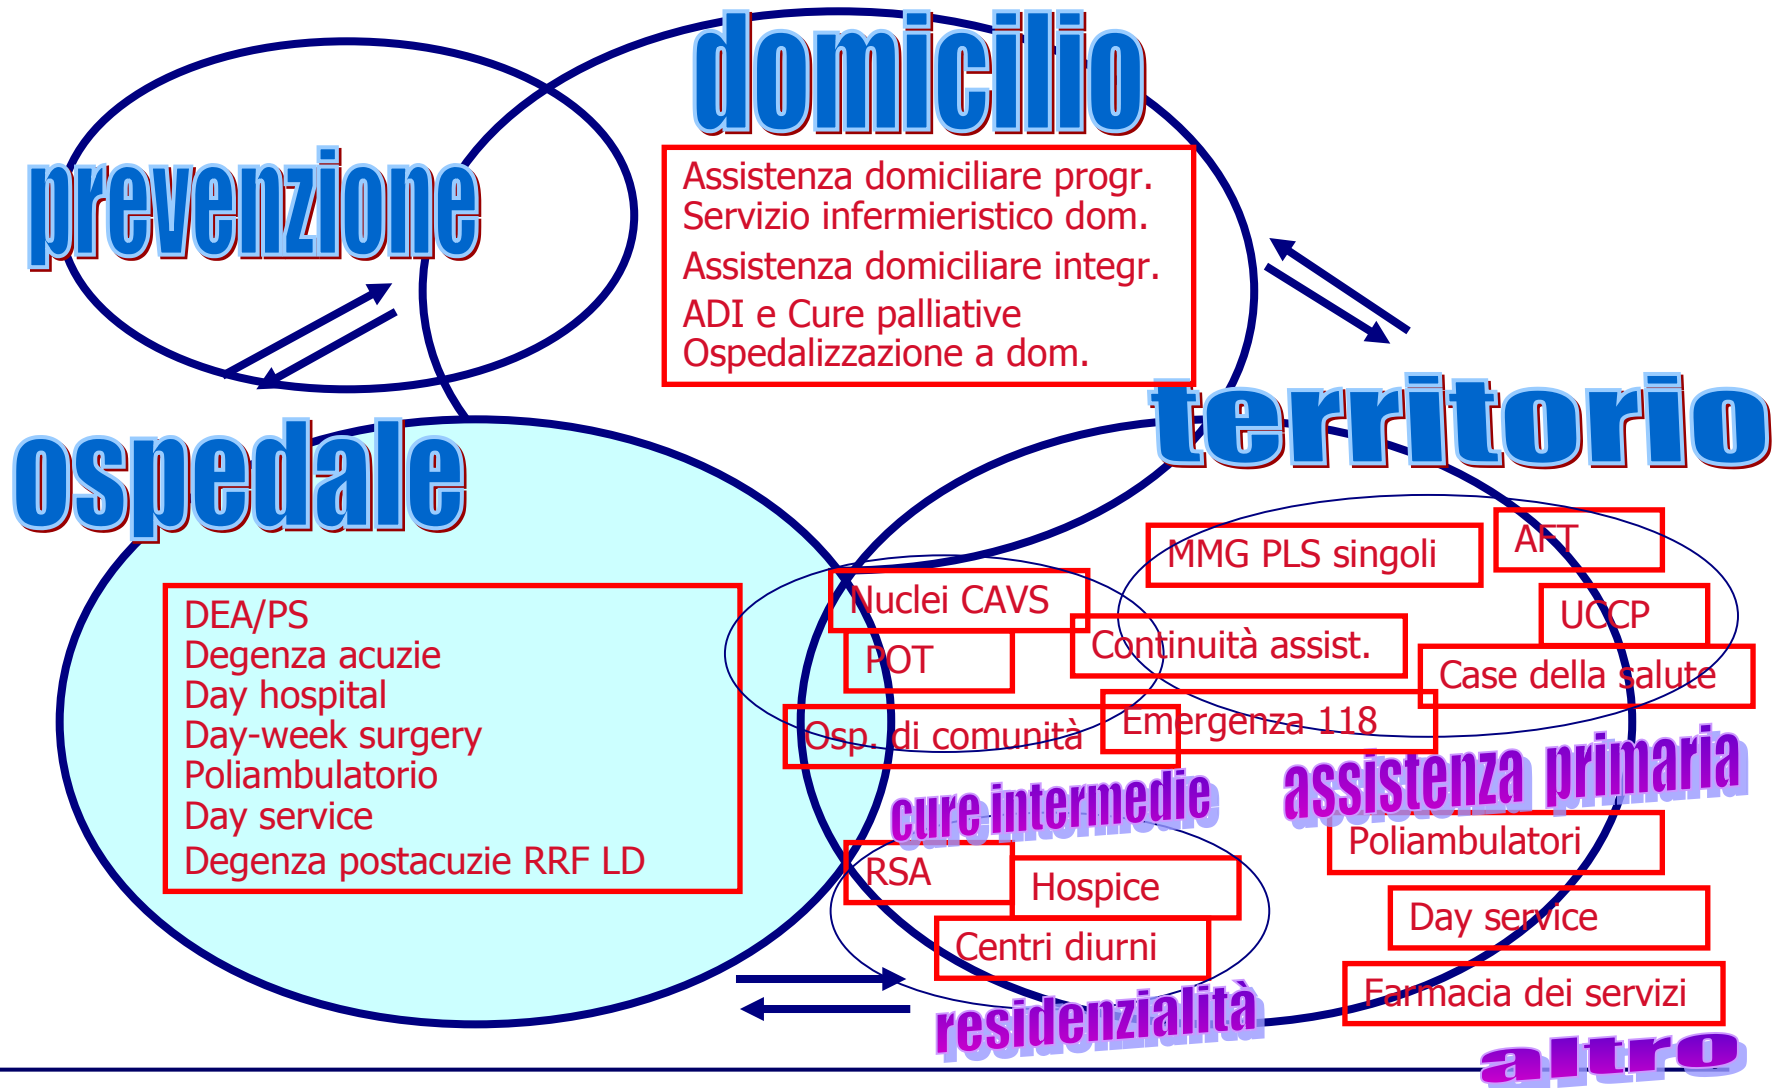 domicilio
prevenzione
Assistenza domiciliare progr.
Servizio infermieristico dom.
Assistenza domiciliare integr.
ADI e Cure palliative
Ospedalizzazione a dom.
territorio
ospedale
DEA/PS
Degenza acuzie
Day hospital
Day-week surgery
Poliambulatorio
Day service
Degenza postacuzie RRF LD
Nuclei CAVS
POT
Osp. di comunità
MMG PLS singoli
AFT
UCCP
Continuità assist.
Case della salute
Emergenza 118
cure intermedie
assistenza primaria
RSA
Hospice
Centri diurni
residenzialità
Poliambulatori
Day service
Farmacia dei servizi
altro